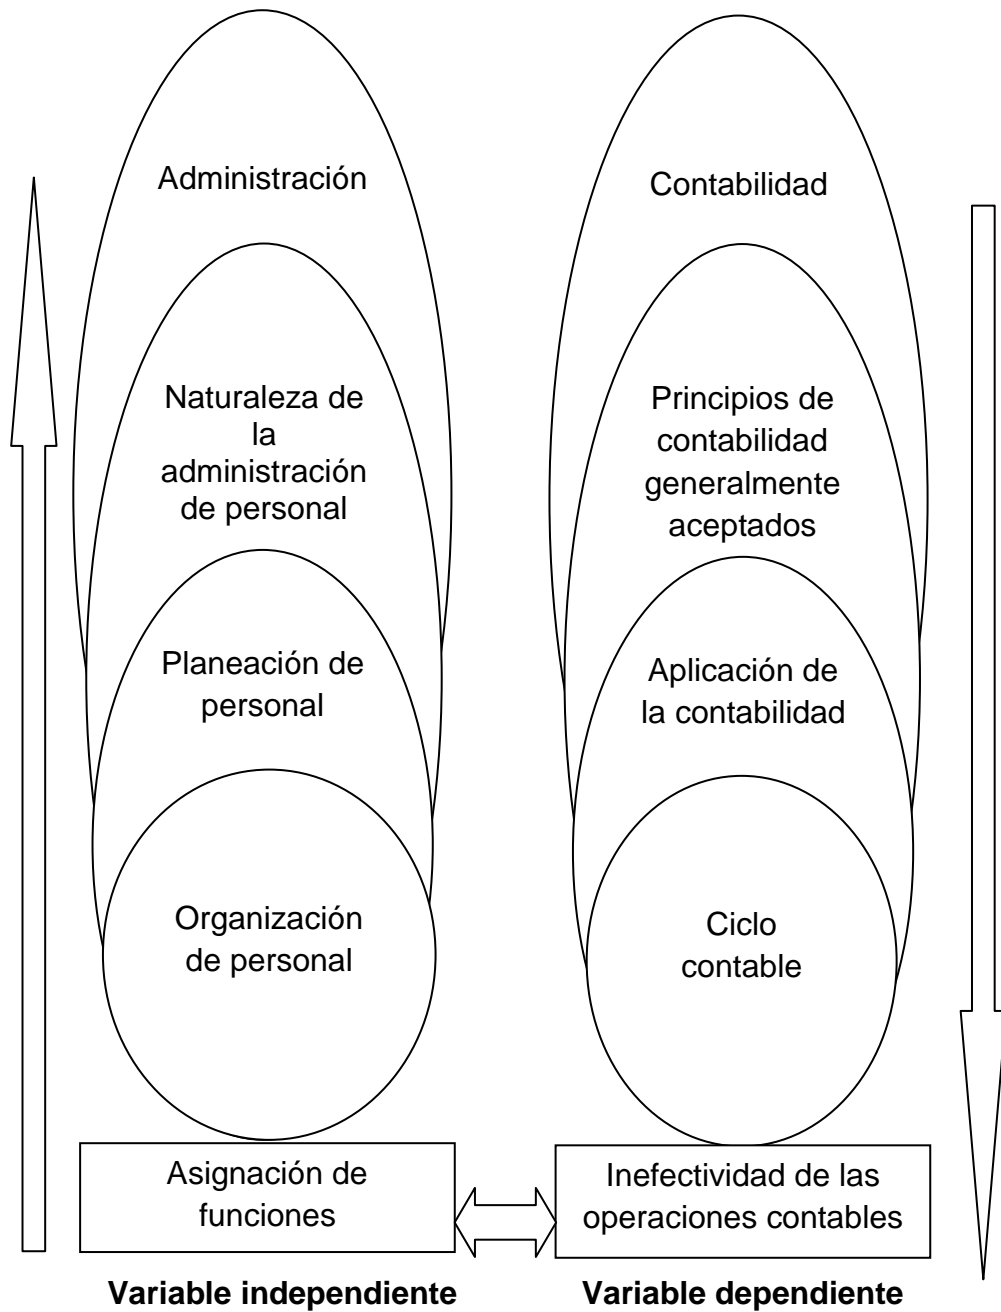 Administración
Naturaleza de
la
administración
de personal
Planeación de
personal
Organización
de personal
Asignación de
funciones
Variable independiente
Contabilidad
Principios de
contabilidad
generalmente
aceptados
Aplicación de
la contabilidad
Ciclo
contable
Inefectividad de las
operaciones contables
Variable dependiente